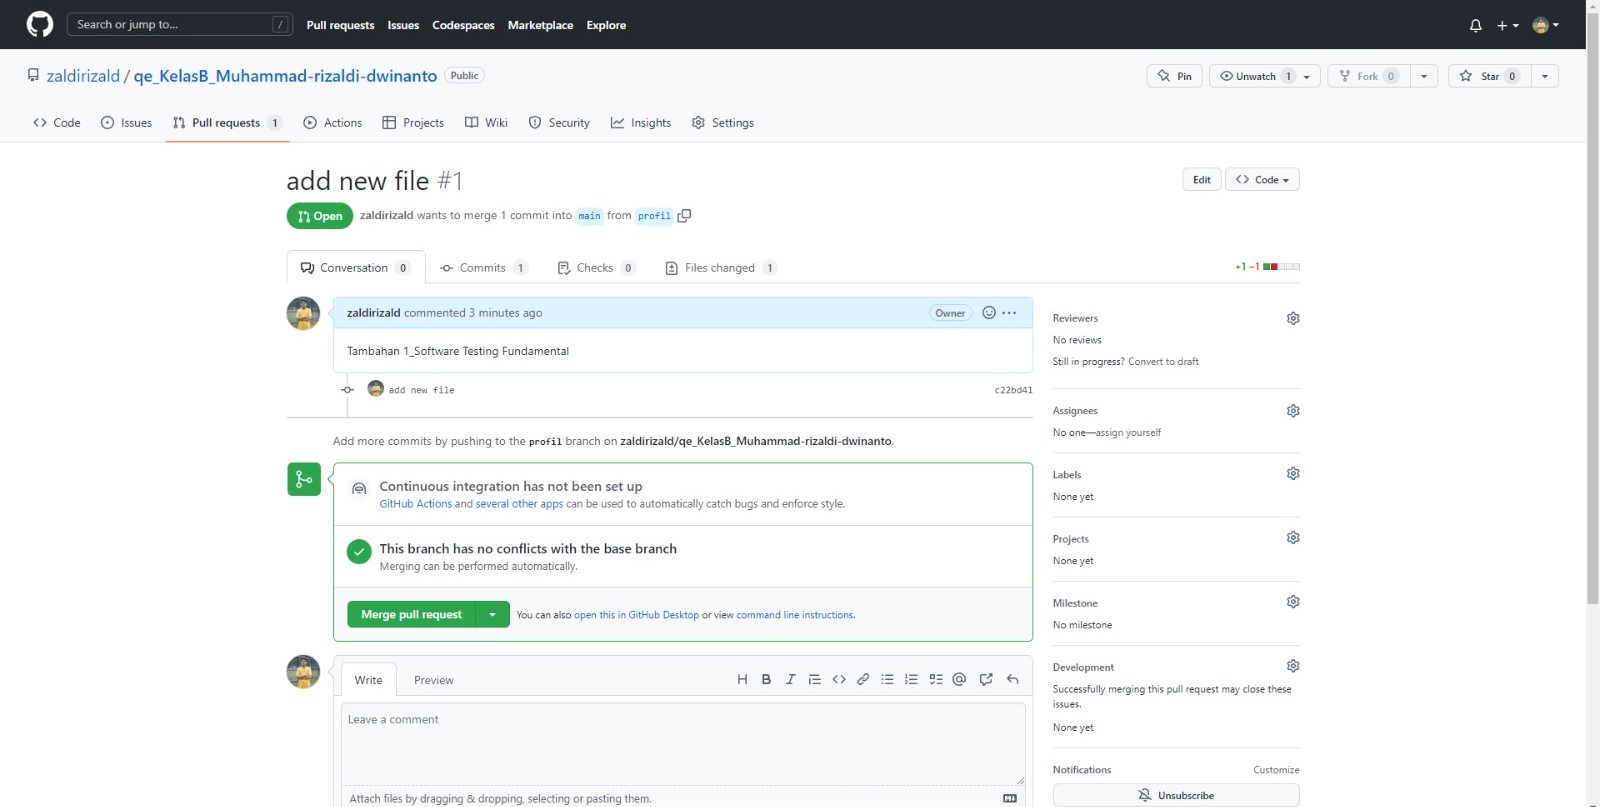 Search or jump to... /
Pull requests Issues Codespaces Marketplace Explore
zaldirizald / qe_KelasB_Muhammad-rizaldi-dwinanto Public
Pin Unwatch 1 Fork 0 Star 0
Code Issues Pull requests 1 Actions Projects Wiki Security Insights Settings
add new file #1
Edit <> Code
Open zaldirizald wants to merge 1 commit into main from profil
Conversation 0 Commits 1 Checks 0 Files changed 1
+1 −1
zaldirizald commented 3 minutes ago Owner ...
Tambahan 1_Software Testing Fundamental
add new file c22bd41
Add more commits by pushing to the profil branch on zaldirizald/qe_KelasB_Muhammad-rizaldi-dwinanto.
Continuous integration has not been set up
GitHub Actions and several other apps can be used to automatically catch bugs and enforce style.
This branch has no conflicts with the base branch
Merging can be performed automatically.
Merge pull request You can also open this in GitHub Desktop or view command line instructions.
Write Preview
H B I
Leave a comment
Attach files by dragging & dropping, selecting or pasting them.
Reviewers
No reviews
Still in progress? Convert to draft
Assignees
No one—assign yourself
Labels
None yet
Projects
None yet
Milestone
No milestone
Development
Successfully merging this pull request may close these
issues.
None yet
Notifications Customize
Unsubscribe